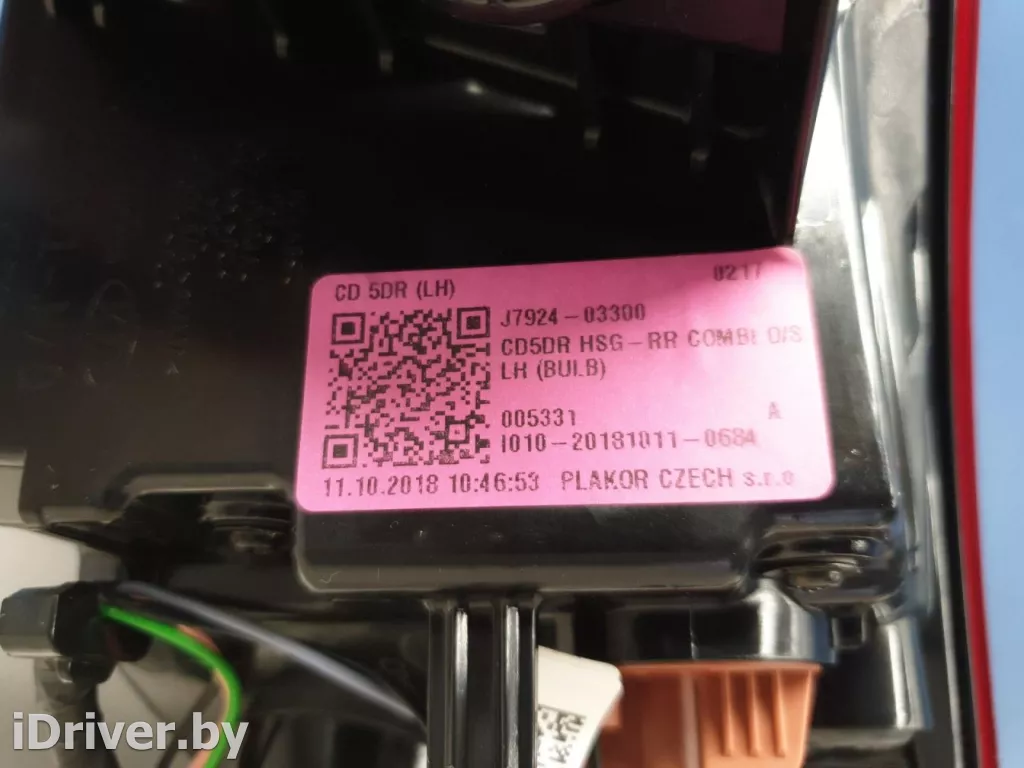 CD 5DR (LH) 0217
J7924-03300
CD5DR HSG-RR COMBI O/S
LH (BULB)
005331 A
I010-20181011-0684
11.10.2018 10:46:53 PLAKOR CZECH s.r.o
iDriver.by